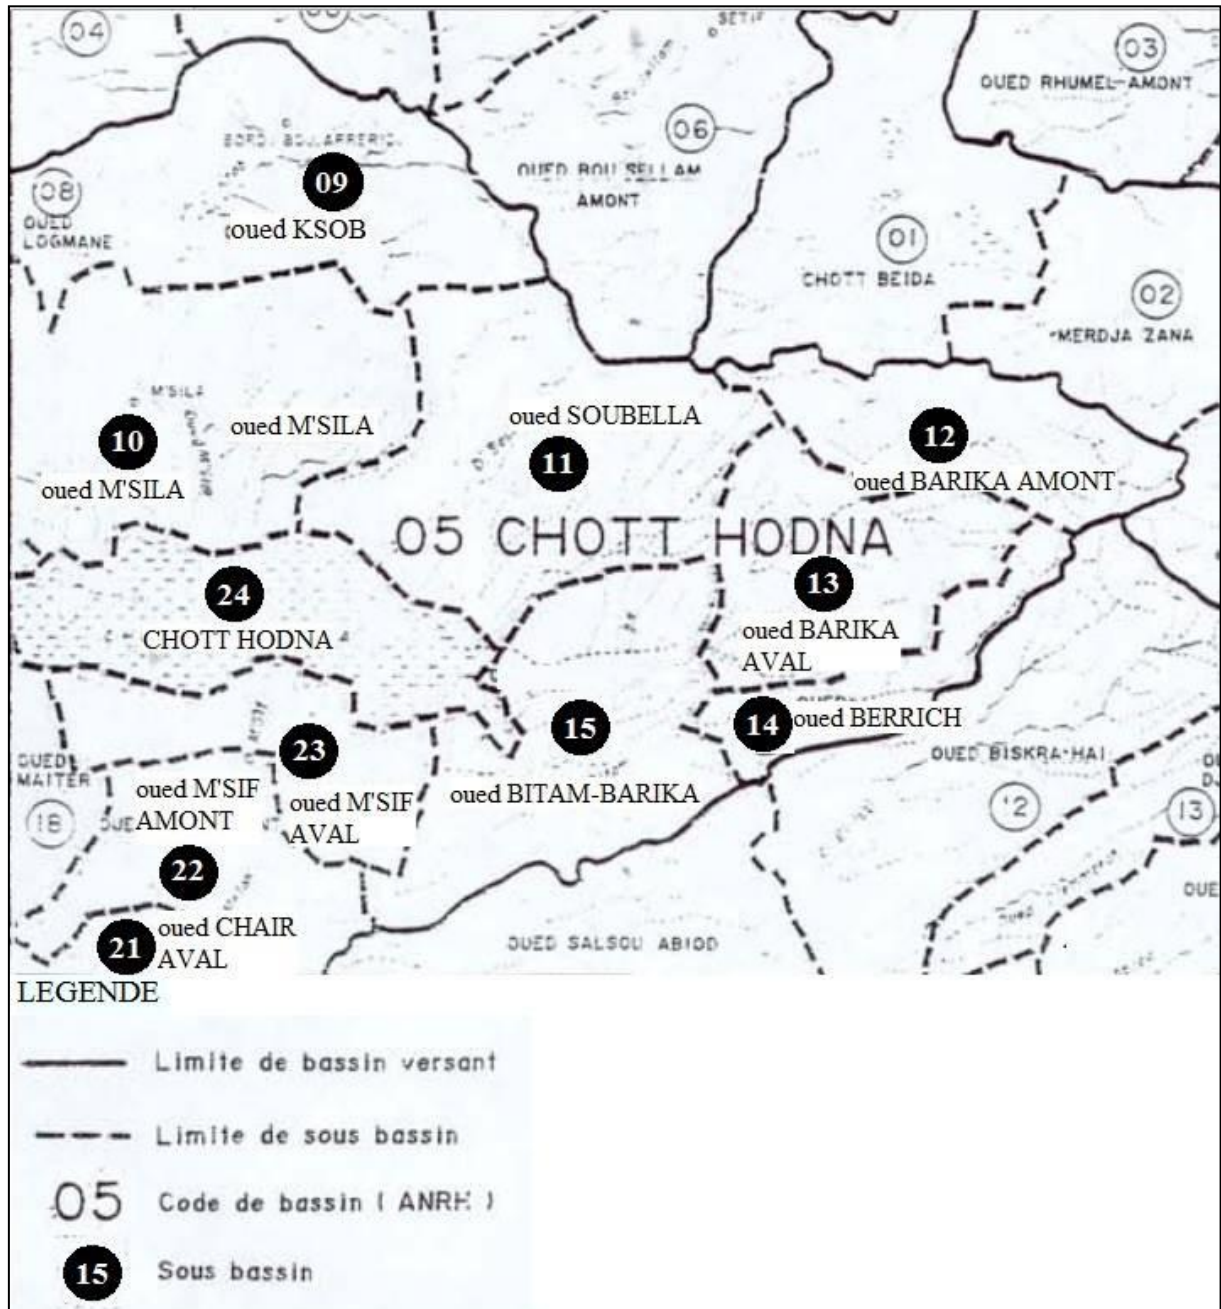 04
05
SETIF
03
OUED RHUMEL-AMONT
06
BORDJ BOU ARRERIDJ
09
oued KSOB
OUED BOU SELLAM
AMONT
08
OUED
LOGMANE
01
CHOTT BEIDA
02
MERDJA ZANA
M'SILA
10
oued M'SILA
oued M'SILA
oued SOUBELLA
11
12
oued BARIKA AMONT
05 CHOTT HODNA
24
CHOTT HODNA
13
oued BARIKA
AVAL
15
oued BITAM-BARIKA
14
oued BERRICH
OUED
MAITER
18
23
oued M'SIF
AVAL
oued M'SIF
AMONT
22
21
oued CHAIR
AVAL
OUED BISKRA-HAI
12
13
OUED SALSOU ABIOD
OUE
LEGENDE
Limite de bassin versant
Limite de sous bassin
05 Code de bassin ( ANRH )
15 Sous bassin